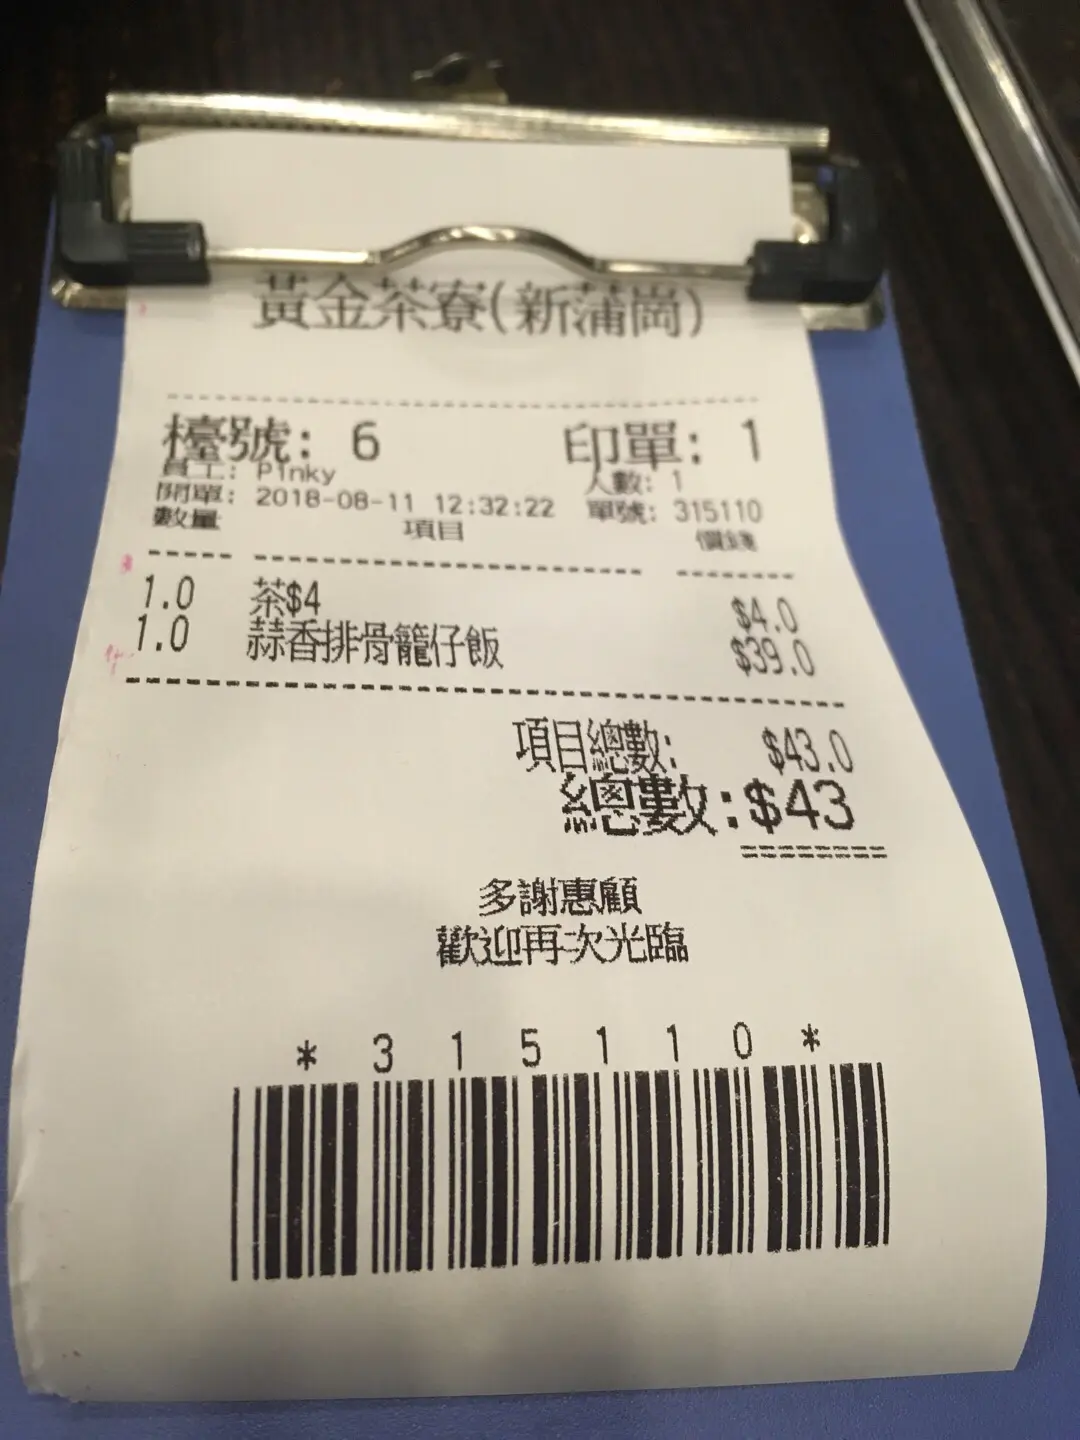 黃金茶寮(新蒲崗)
檯號: 6 印單: 1
員工: Pinky 人數: 1
開單: 2018-08-11 12:32:22 單號: 315110
數量 項目 價錢
1.0 茶$4 $4.0
1.0 蒜香排骨籠仔飯 $39.0
項目總數: $43.0
總數:$43
多謝惠顧
歡迎再次光臨
*315110*